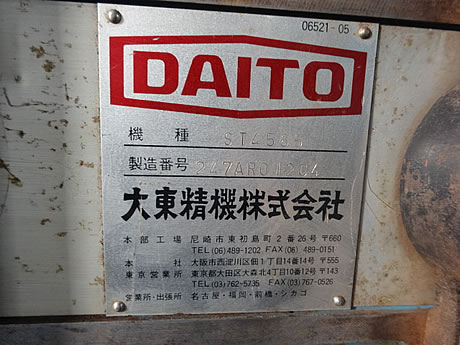 06521-05
DAITO
機種 ST4565
製造番号 247AR01204
大東精機株式会社
本部工場 尼崎市東初島町2番26号 〒660
TEL(06)489-1202 FAX(06)489-0151
本社 大阪市西淀川区佃1丁目14番14号 〒555
東京営業所 東京都大田区大森北4丁目10番12号 〒143
TEL(03)762-5735 FAX(03)767-0526
営業所・出張所 名古屋・福岡・前橋・シカコ